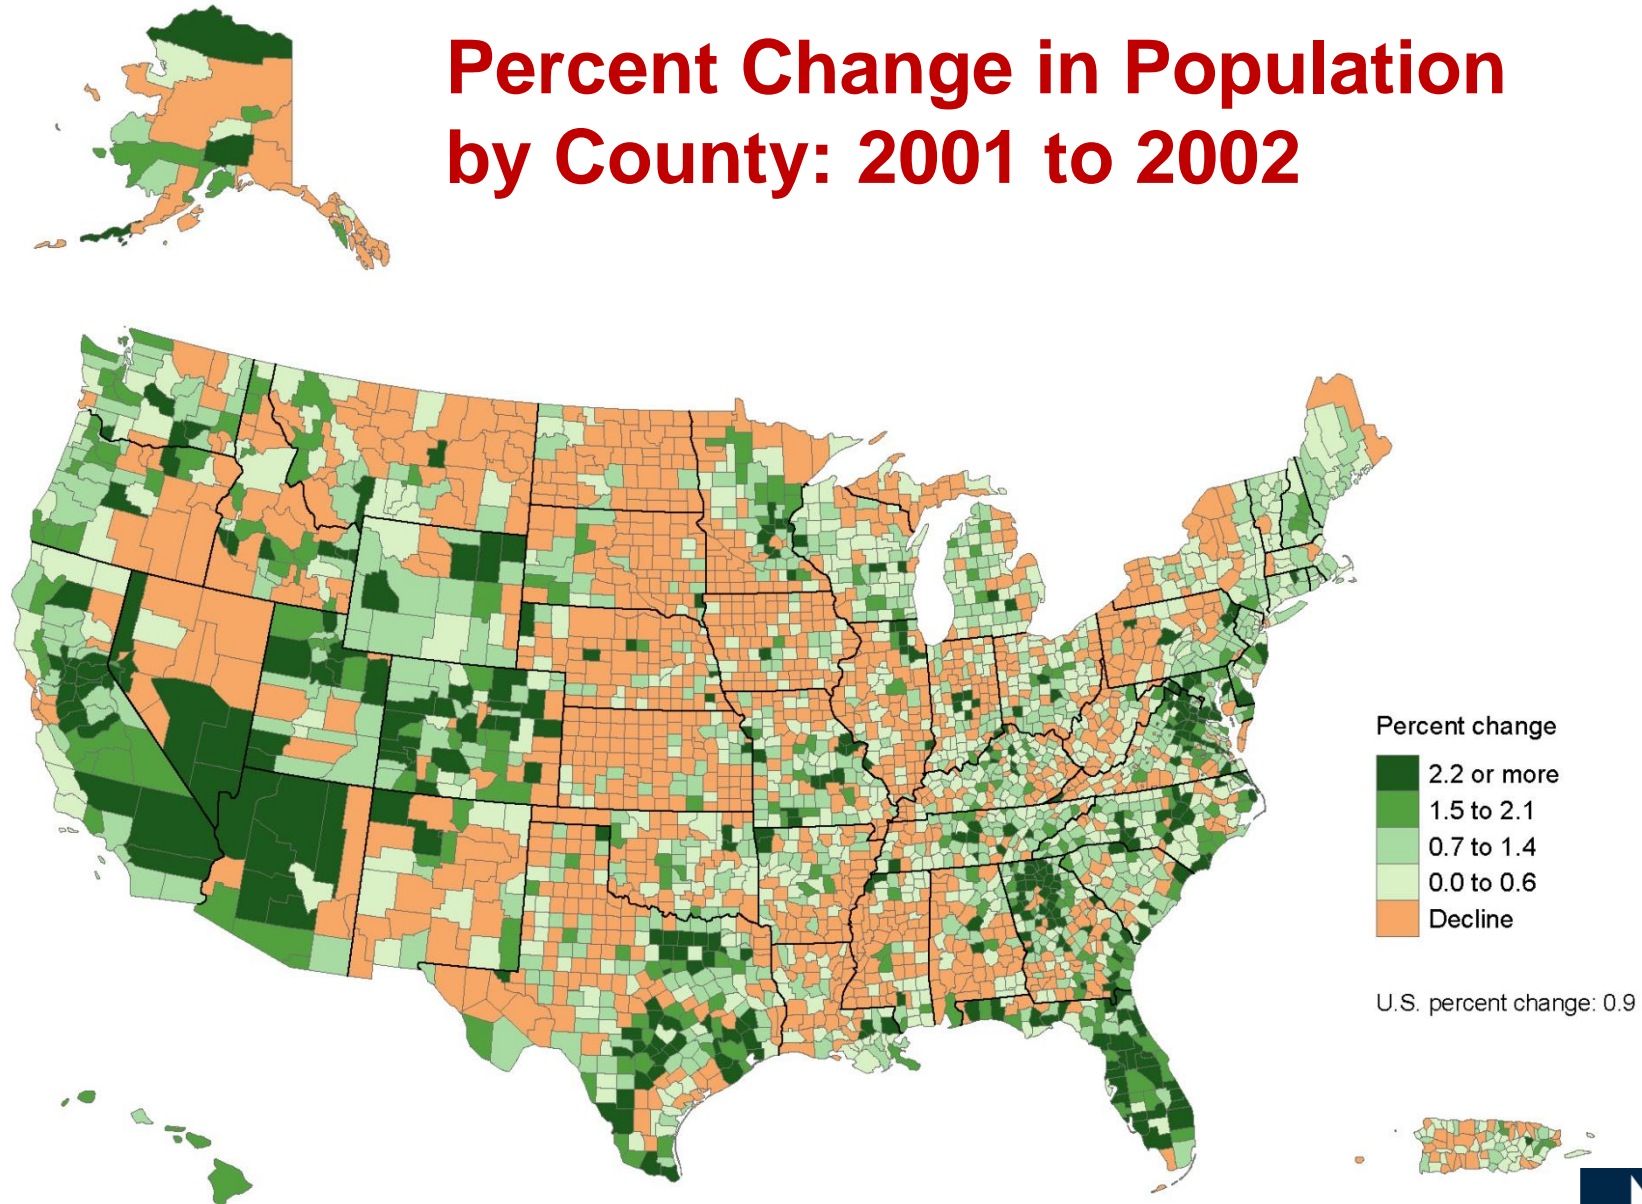 Percent Change in Population
by County: 2001 to 2002
Percent change
2.2 or more
1.5 to 2.1
0.7 to 1.4
0.0 to 0.6
Decline
U.S. percent change: 0.9